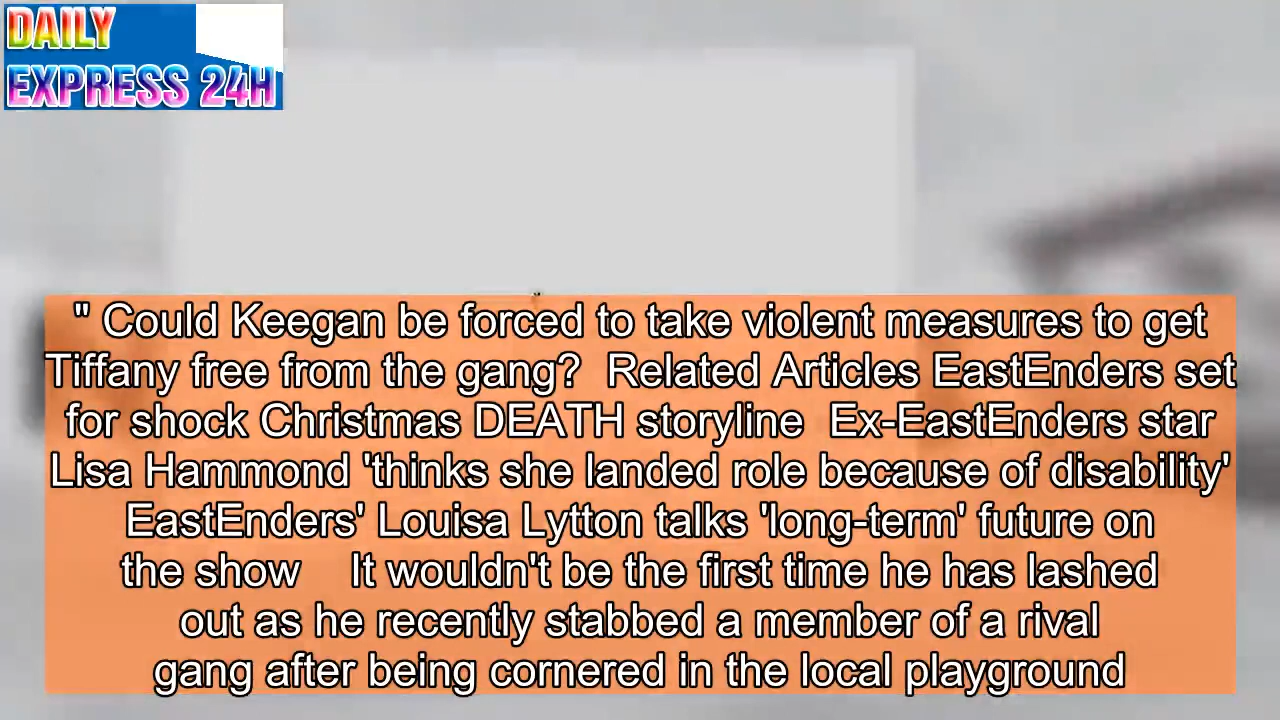 DAILY
EXPRESS 24H
" Could Keegan be forced to take violent measures to get
Tiffany free from the gang?  Related Articles EastEnders set
for shock Christmas DEATH storyline  Ex-EastEnders star
Lisa Hammond 'thinks she landed role because of disability'
EastEnders' Louisa Lytton talks 'long-term' future on
the show    It wouldn't be the first time he has lashed
out as he recently stabbed a member of a rival
gang after being cornered in the local playground